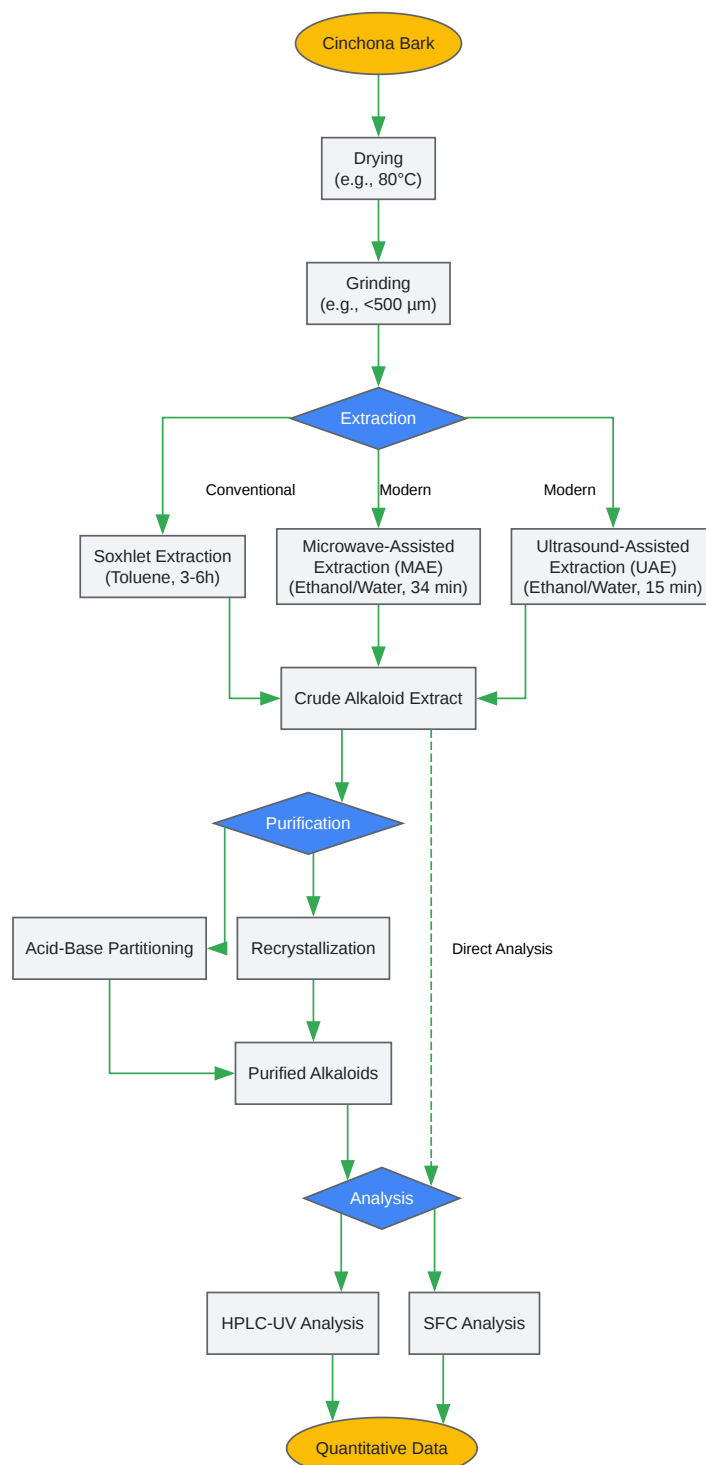 Cinchona Bark
Drying
(e.g., 80°C)
Grinding
(e.g., <500 µm)
Extraction
Conventional
Modern
Modern
Soxhlet Extraction
(Toluene, 3-6h)
Microwave-Assisted
Extraction (MAE)
(Ethanol/Water, 34 min)
Ultrasound-Assisted
Extraction (UAE)
(Ethanol/Water, 15 min)
Crude Alkaloid Extract
Purification
Acid-Base Partitioning
Recrystallization
Direct Analysis
Purified Alkaloids
Analysis
HPLC-UV Analysis
SFC Analysis
Quantitative Data